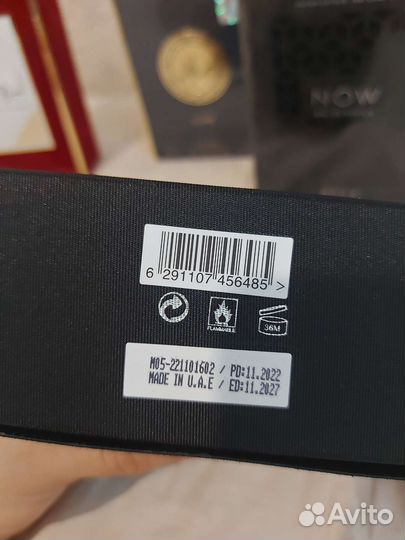 NOW
6 291107 456485 >
FLAMMABLE
36M
M05-221101602 / PD:11.2022
MADE IN U.A.E / ED:11.2027
Avito